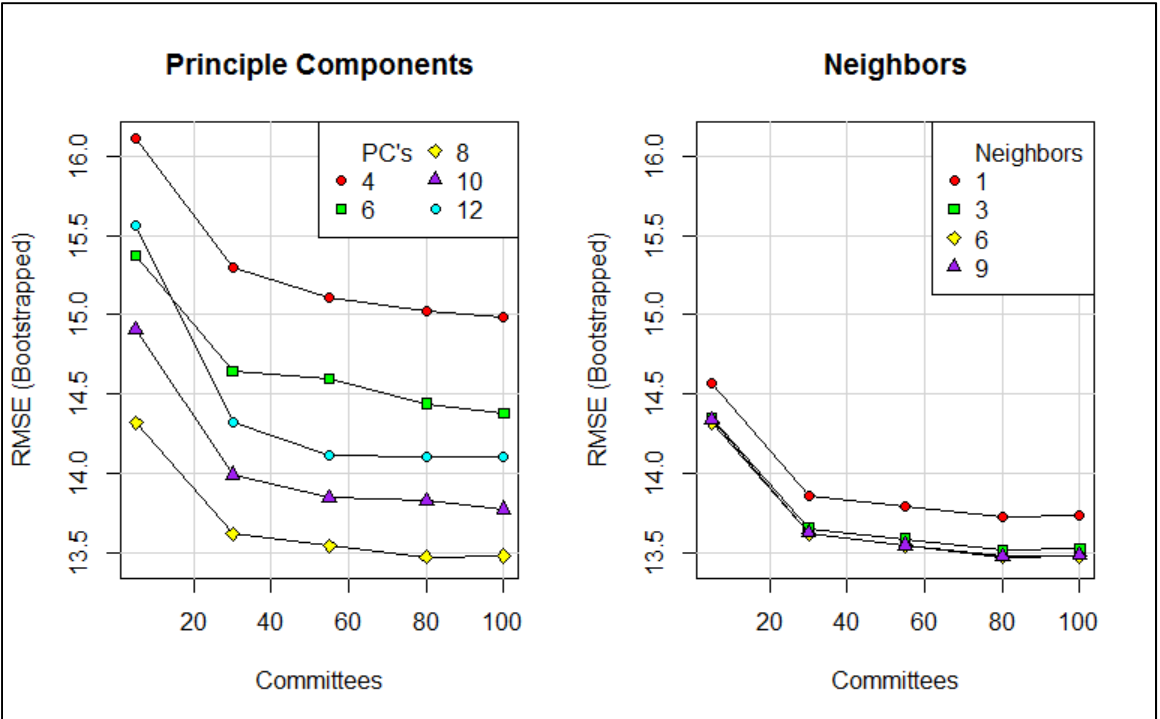 Principle Components
RMSE (Bootstrapped)
16.0
15.5
15.0
14.5
14.0
13.5
PC's 8
4 10
6 12
20 40 60 80 100
Committees
Neighbors
RMSE (Bootstrapped)
16.0
15.5
15.0
14.5
14.0
13.5
Neighbors
1
3
6
9
20 40 60 80 100
Committees